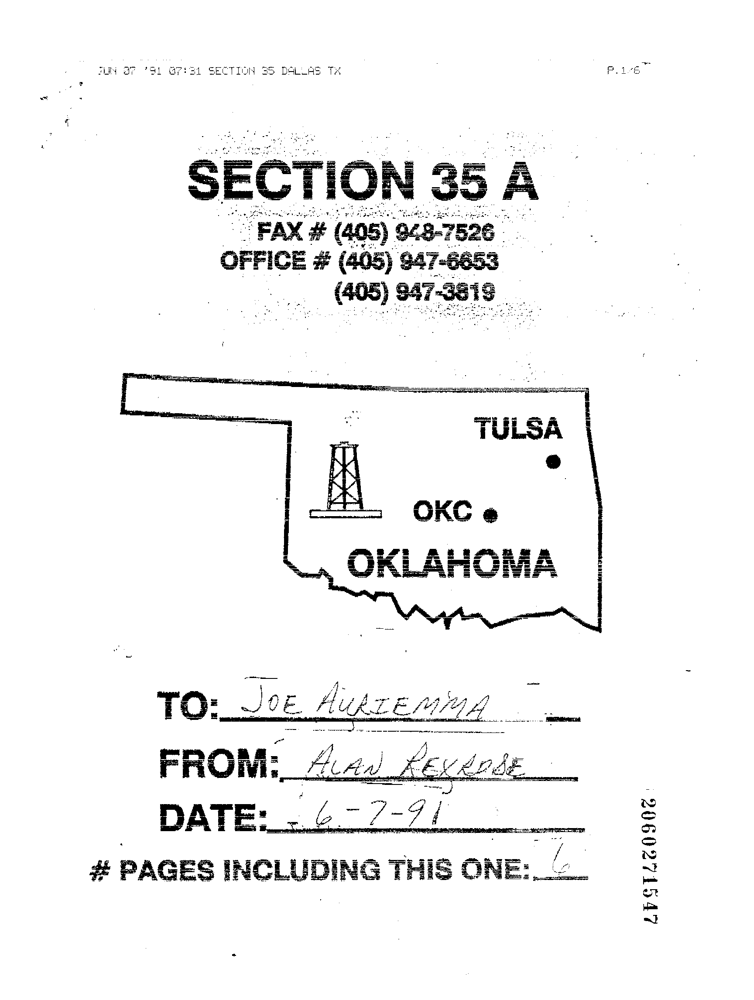 JUN 07 '91 07:31 SECTION 35 DALLAS TX P.1/6
SECTION 35 A
FAX # (405) 948-7526
OFFICE # (405) 947-6653
(405) 947-3819
TULSA
OKC
OKLAHOMA
TO: JOE AURIEMMA
FROM: ALAN REXROSE
DATE: 6-7-91
# PAGES INCLUDING THIS ONE: 6
2060271547